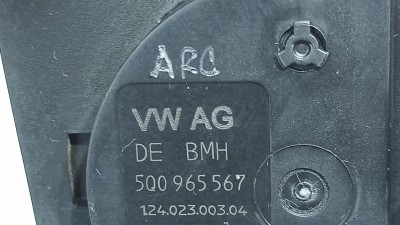 ARC
VW AG
DE BMH
5Q0 965 567
124.023.003.04